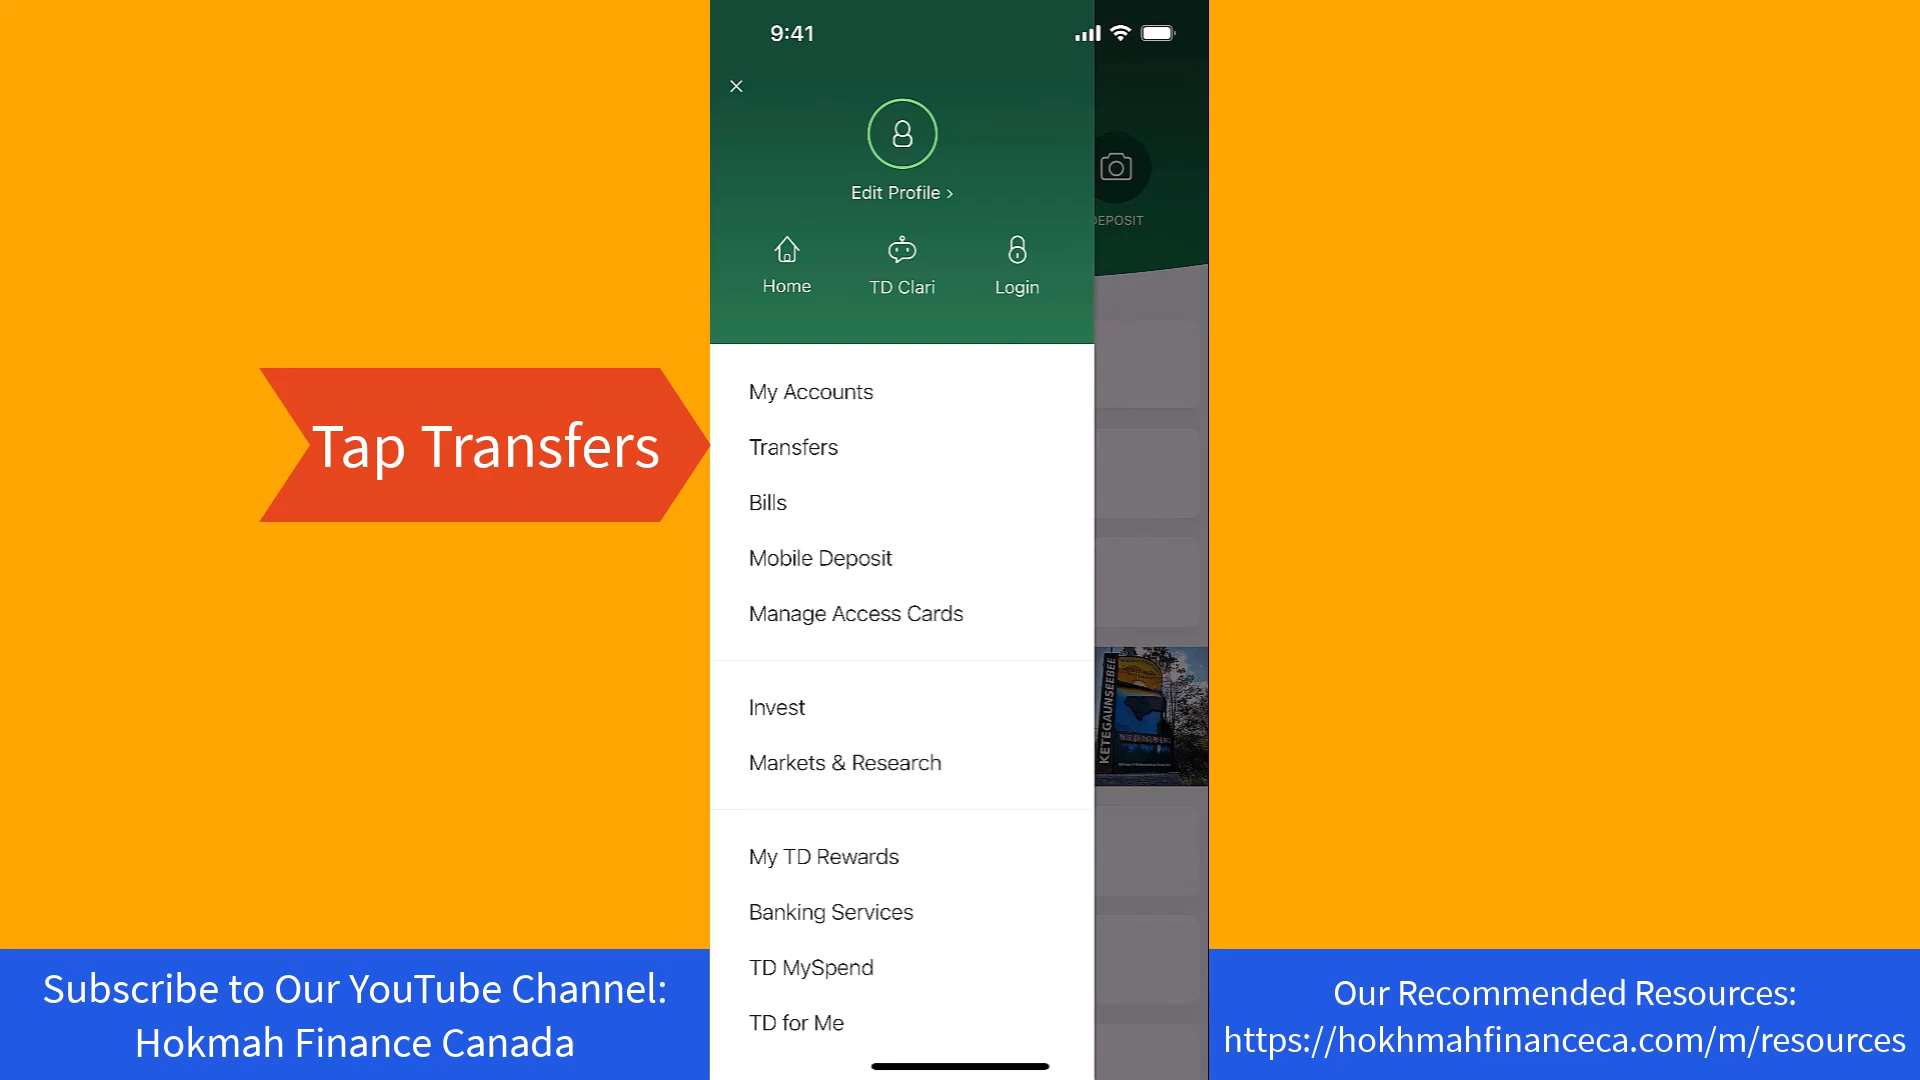 9:41
Edit Profile >
DEPOSIT
Home
TD Clari
Login
My Accounts
Transfers
Tap Transfers
Bills
Mobile Deposit
Manage Access Cards
Invest
KETEGAUNSEEBEE
Markets & Research
My TD Rewards
Banking Services
TD MySpend
TD for Me
Subscribe to Our YouTube Channel:
Hokmah Finance Canada
Our Recommended Resources:
https://hokhmahfinanceca.com/m/resources